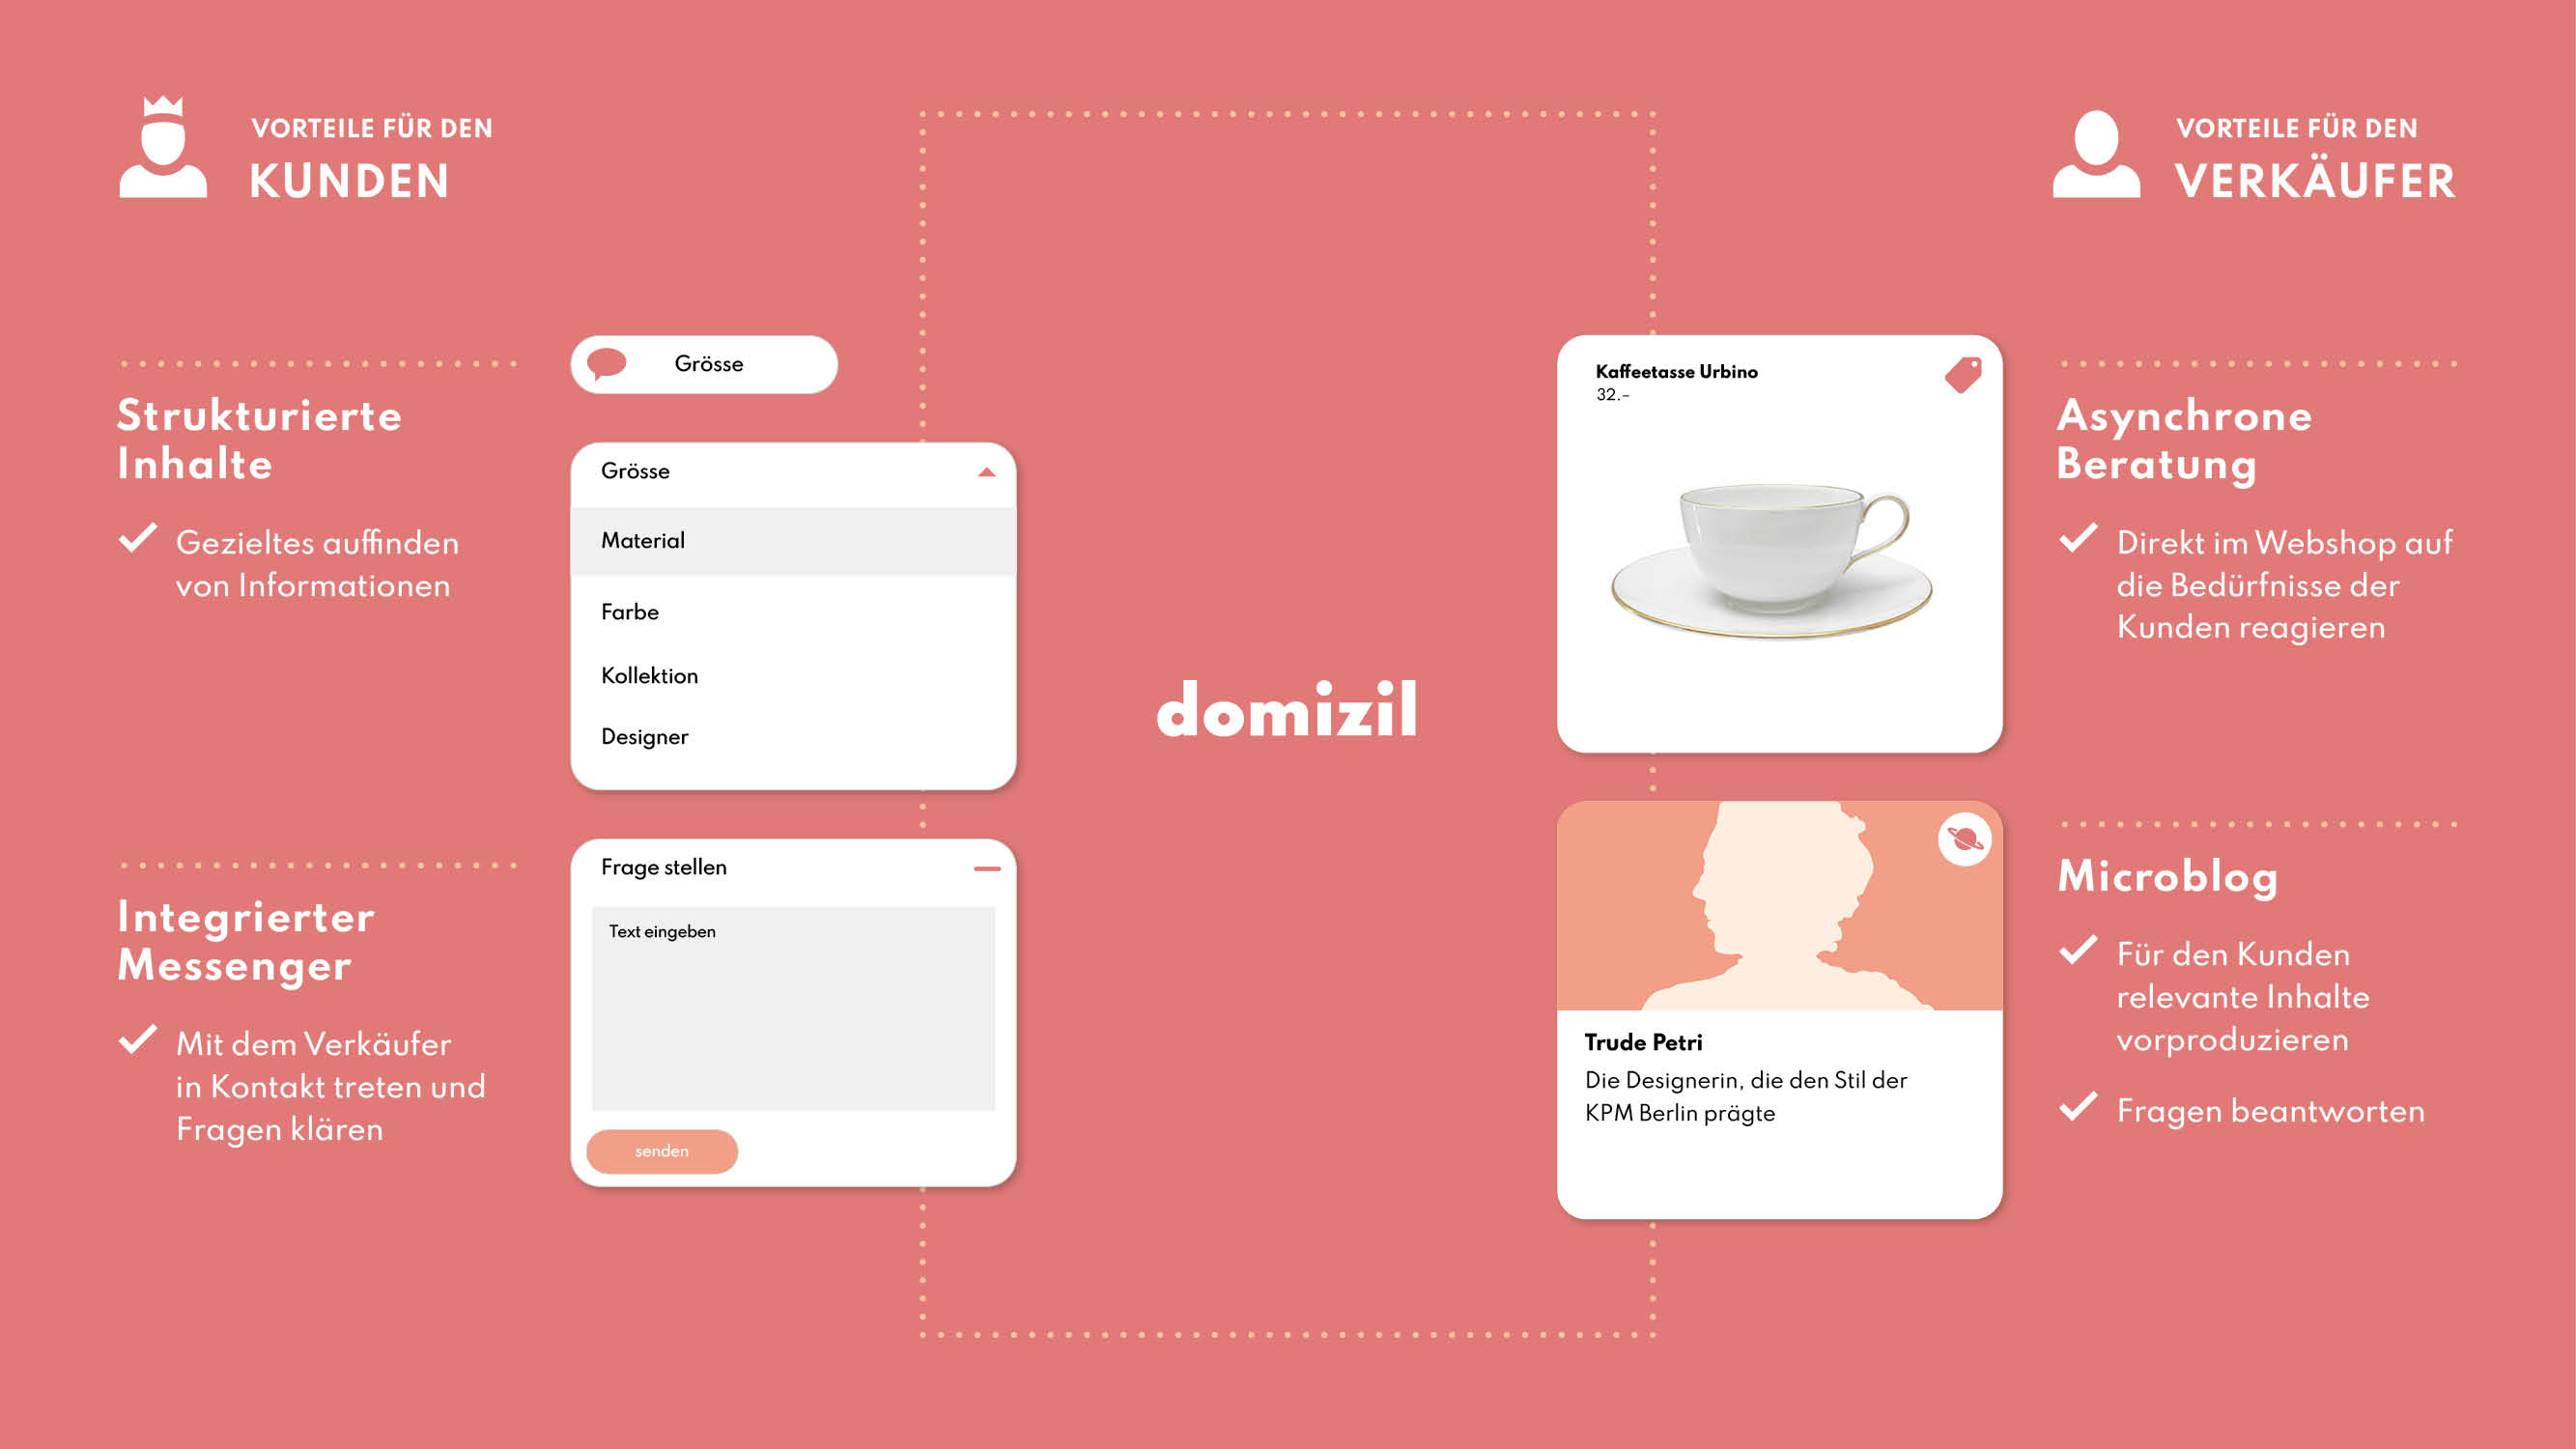 VORTEILE FÜR DEN
KUNDEN
Strukturierte
Inhalte
Gezieltes auffinden
von Informationen
Integrierter
Messenger
Mit dem Verkäufer
in Kontakt treten und
Fragen klären
Grösse
Grösse
Material
Farbe
Kollektion
Designer
Frage stellen
Text eingeben
senden
domizil
Kaffeetasse Urbino
32.–
Trude Petri
Die Designerin, die den Stil der
KPM Berlin prägte
VORTEILE FÜR DEN
VERKÄUFER
Asynchrone
Beratung
Direkt im Webshop auf
die Bedürfnisse der
Kunden reagieren
Microblog
Für den Kunden
relevante Inhalte
vorproduzieren
Fragen beantworten